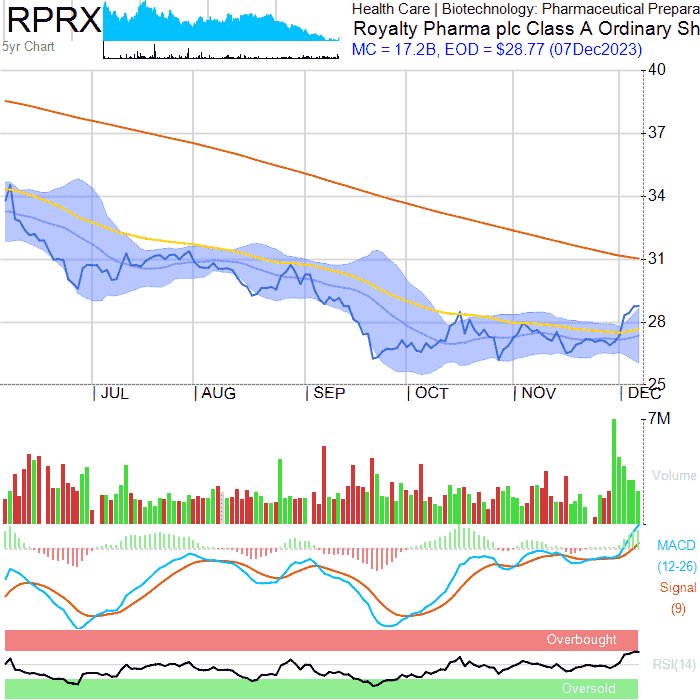 RPRX
5yr Chart
Health Care | Biotechnology: Pharmaceutical Prepara
Royalty Pharma plc Class A Ordinary Sh
MC = 17.2B, EOD = $28.77 (07Dec2023)
40
37
34
31
28
25
JUL
AUG
SEP
OCT
NOV
DEC
7M
Volume
MACD
(12-26)
Signal
(9)
Overbought
RSI(14)
Oversold